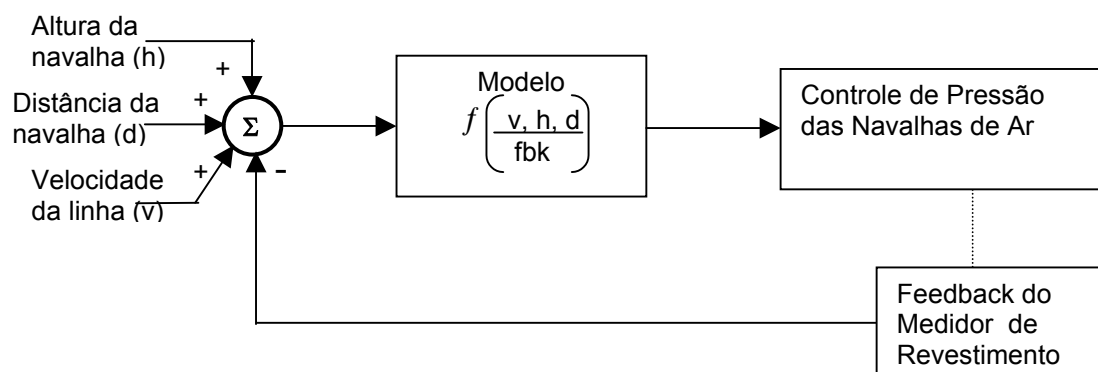 Altura da
navalha (h)
+
Distância da
navalha (d)
+
Σ
Velocidade
da linha (v)
+
-
Modelo
f ( v, h, d
fbk )
Controle de Pressão
das Navalhas de Ar
Feedback do
Medidor de
Revestimento